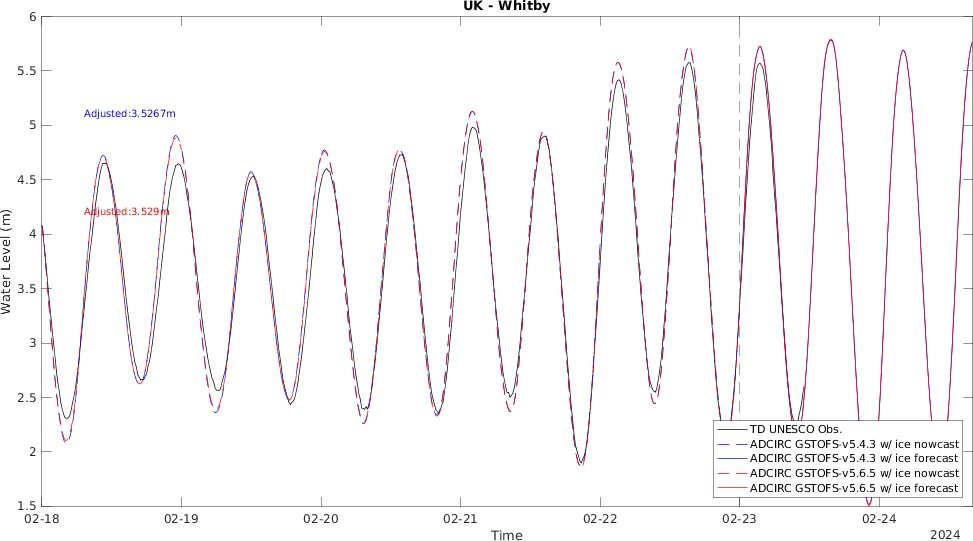 UK - Whitby
6
5.5
5
4.5
4
3.5
3
2.5
2
1.5
Water Level (m)
Adjusted:3.5267m
Adjusted:3.529m
TD UNESCO Obs.
ADCIRC GSTOFS-v5.4.3 w/ ice nowcast
ADCIRC GSTOFS-v5.4.3 w/ ice forecast
ADCIRC GSTOFS-v5.6.5 w/ ice nowcast
ADCIRC GSTOFS-v5.6.5 w/ ice forecast
02-18 02-19 02-20 02-21 02-22 02-23 02-24
Time
2024